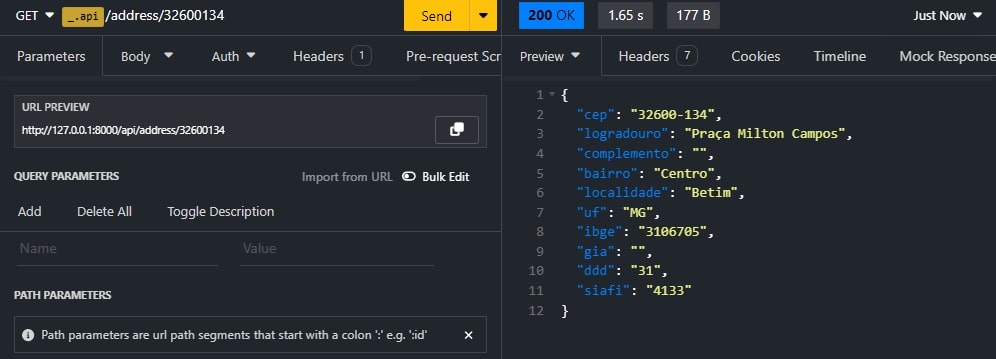 GET _.api /address/32600134 Send
Parameters Body Auth Headers 1 Pre-request Scr
URL PREVIEW
http://127.0.0.1:8000/api/address/32600134
QUERY PARAMETERS Import from URL Bulk Edit
Add Delete All Toggle Description
Name Value
PATH PARAMETERS
Path parameters are url path segments that start with a colon ':' e.g. ':id'
200 OK 1.65 s 177 B Just Now
Preview Headers 7 Cookies Timeline Mock Response
1 {
2 "cep": "32600-134",
3 "logradouro": "Praça Milton Campos",
4 "complemento": "",
5 "bairro": "Centro",
6 "localidade": "Betim",
7 "uf": "MG",
8 "ibge": "3106705",
9 "gia": "",
10 "ddd": "31",
11 "siafi": "4133"
12 }